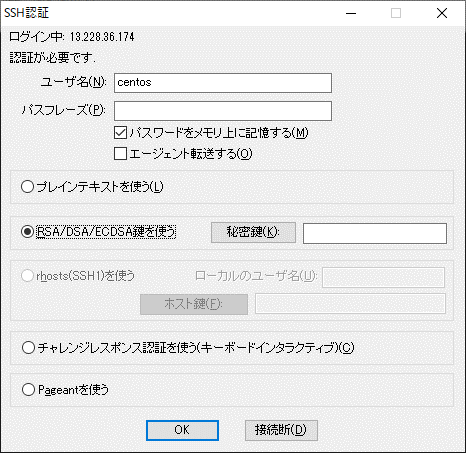 SSH認証
ログイン中: 13.228.36.174
認証が必要です.
ユーザ名(N): centos
パスフレーズ(P):
パスワードをメモリ上に記憶する(M)
エージェント転送する(O)
プレインテキストを使う(L)
RSA/DSA/ECDSA鍵を使う 秘密鍵(K):
rhosts(SSH1)を使う ローカルのユーザ名(U):
ホスト鍵(F):
チャレンジレスポンス認証を使う(キーボードインタラクティブ)(C)
Pageantを使う
OK 接続断(D)